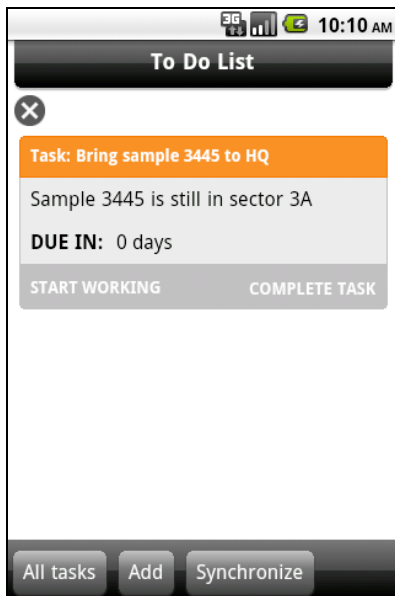 3G 10:10 AM
To Do List
Task: Bring sample 3445 to HQ
Sample 3445 is still in sector 3A
DUE IN: 0 days
START WORKING COMPLETE TASK
All tasks Add Synchronize